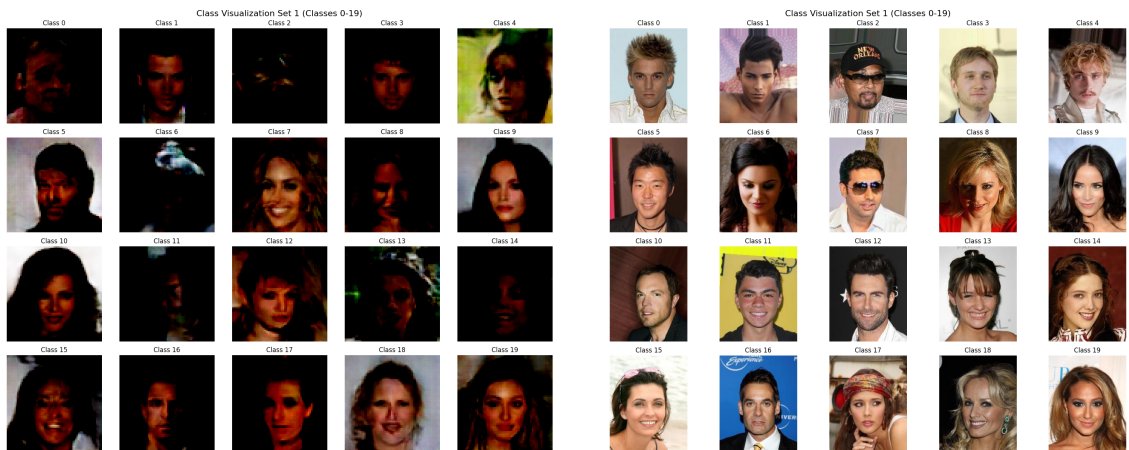 Class Visualization Set 1 (Classes 0-19)
Class 0 Class 1 Class 2 Class 3 Class 4
Class 5 Class 6 Class 7 Class 8 Class 9
Class 10 Class 11 Class 12 Class 13 Class 14
Class 15 Class 16 Class 17 Class 18 Class 19
Class Visualization Set 1 (Classes 0-19)
Class 0 Class 1 Class 2 Class 3 Class 4
NEW
ORLEANS
Class 5 Class 6 Class 7 Class 8 Class 9
Class 10 Class 11 Class 12 Class 13 Class 14
Class 15 Class 16 Class 17 Class 18 Class 19
Experience